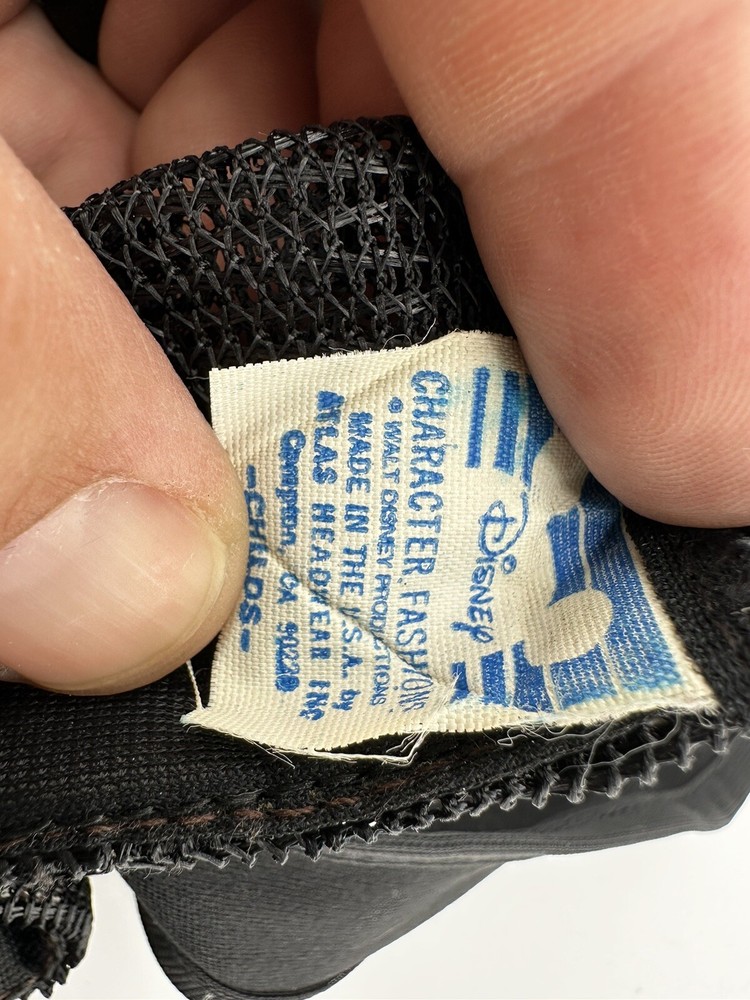 Disney
CHARACTER FASHIONS
© WALT DISNEY PRODUCTIONS
MADE IN THE U.S.A. by
ATLAS HEADWEAR INC
Compton, CA 90220
-CHILDS-